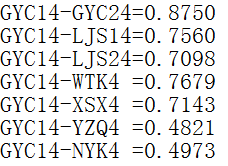 GYC14-GYC24=0.8750
GYC14-LJS14=0.7560
GYC14-LJS24=0.7098
GYC14-WTK4 =0.7679
GYC14-XSX4 =0.7143
GYC14-YZQ4 =0.4821
GYC14-NYK4 =0.4973